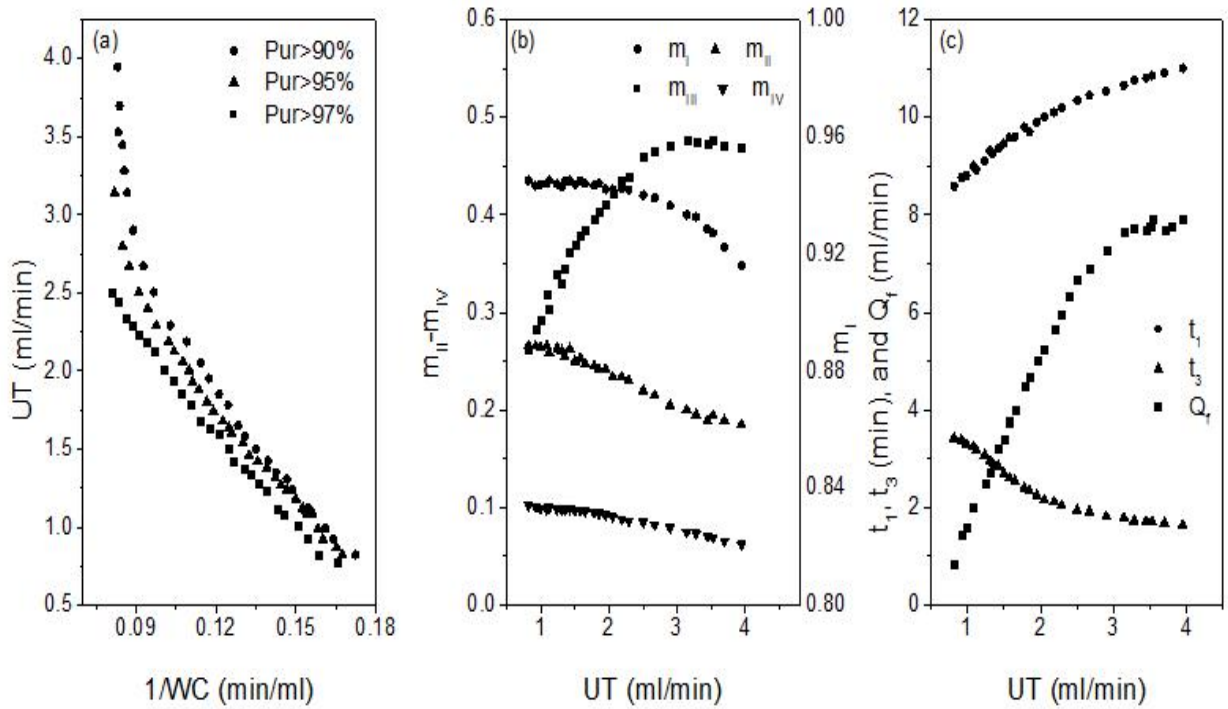 (a)
Pur>90%
Pur>95%
Pur>97%
4.0
3.5
3.0
2.5
2.0
1.5
1.0
0.5
UT (ml/min)
0.09 0.12 0.15 0.18
1/WC (min/ml)
(b)
m_I m_II
m_III m_IV
0.6
0.5
0.4
0.3
0.2
0.1
0.0
m_II-m_IV
1.00
0.96
0.92
0.88
0.84
0.80
m_I
1 2 3 4
UT (ml/min)
(c)
12
10
8
6
4
2
0
t_1, t_3 (min), and Q_f (ml/min)
t_1
t_3
Q_f
1 2 3 4
UT (ml/min)